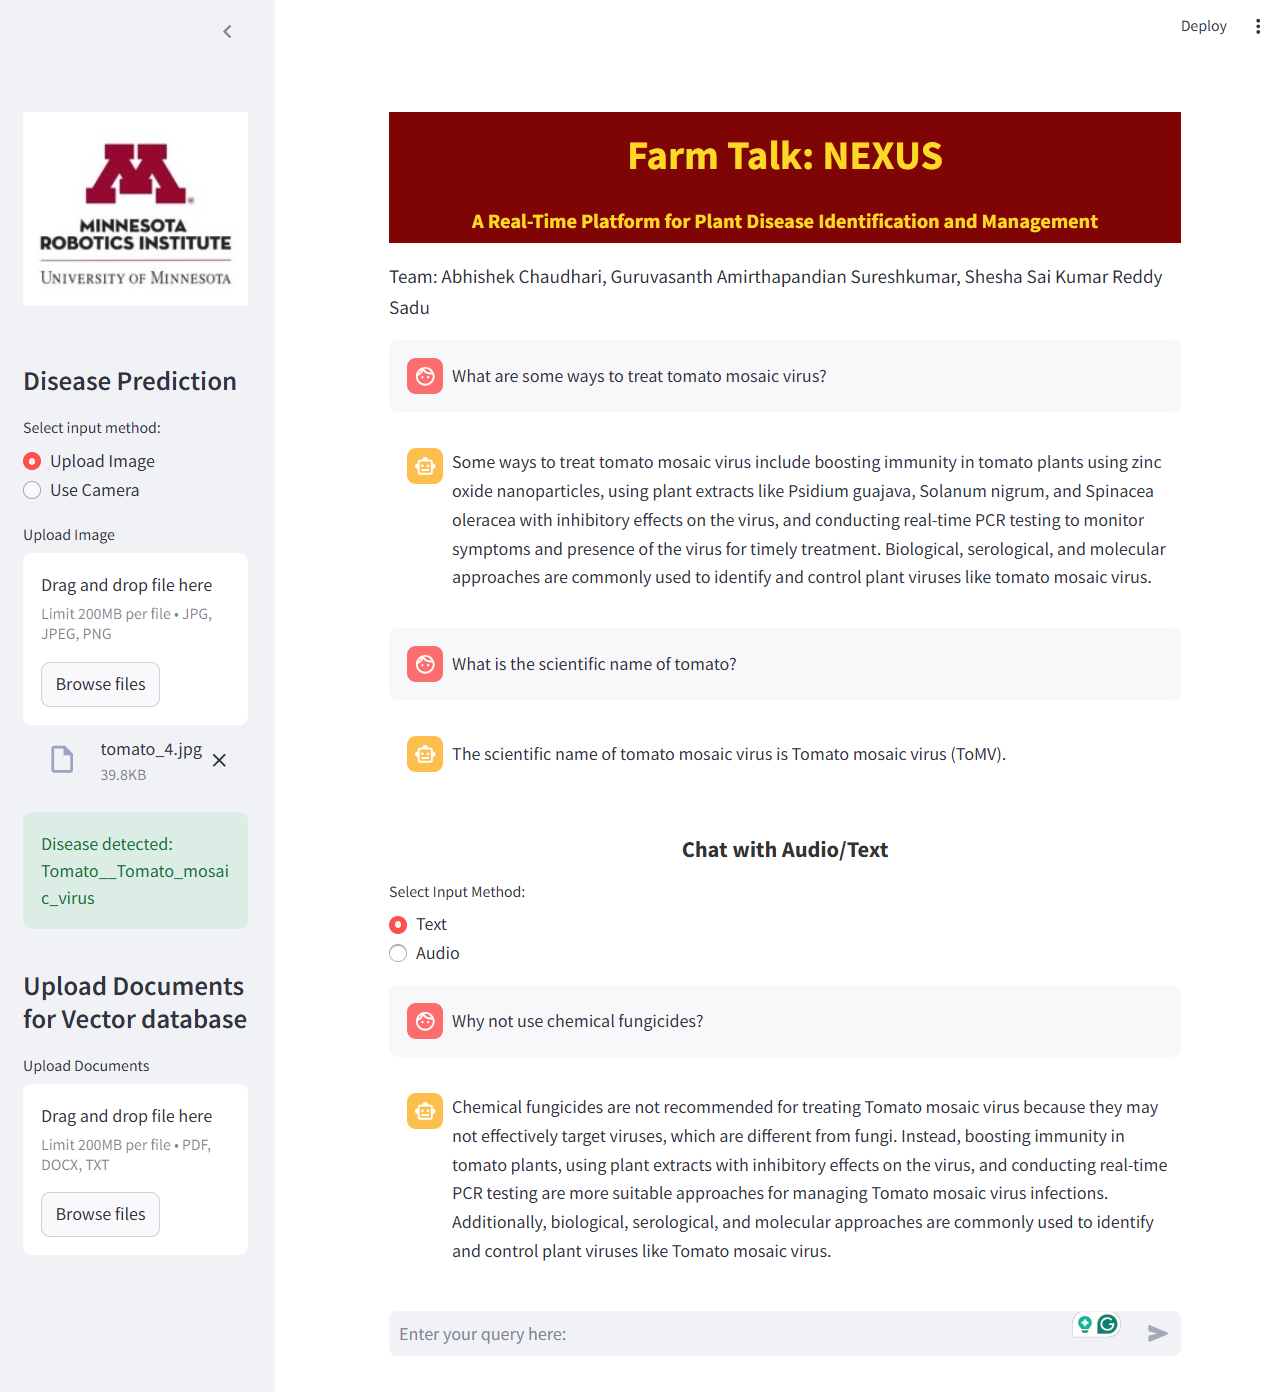 Deploy
M
MINNESOTA
ROBOTICS INSTITUTE
UNIVERSITY OF MINNESOTA
Disease Prediction
Select input method:
Upload Image
Use Camera
Upload Image
Drag and drop file here
Limit 200MB per file • JPG,
JPEG, PNG
Browse files
tomato_4.jpg
39.8KB
Disease detected:
Tomato__Tomato_mosai
c_virus
Upload Documents
for Vector database
Upload Documents
Drag and drop file here
Limit 200MB per file • PDF,
DOCX, TXT
Browse files
Farm Talk: NEXUS
A Real-Time Platform for Plant Disease Identification and Management
Team: Abhishek Chaudhari, Guruvasanth Amirthapandian Sureshkumar, Shesha Sai Kumar Reddy
Sadu
What are some ways to treat tomato mosaic virus?
Some ways to treat tomato mosaic virus include boosting immunity in tomato plants using zinc
oxide nanoparticles, using plant extracts like Psidium guajava, Solanum nigrum, and Spinacea
oleracea with inhibitory effects on the virus, and conducting real-time PCR testing to monitor
symptoms and presence of the virus for timely treatment. Biological, serological, and molecular
approaches are commonly used to identify and control plant viruses like tomato mosaic virus.
What is the scientific name of tomato?
The scientific name of tomato mosaic virus is Tomato mosaic virus (ToMV).
Chat with Audio/Text
Select Input Method:
Text
Audio
Why not use chemical fungicides?
Chemical fungicides are not recommended for treating Tomato mosaic virus because they may
not effectively target viruses, which are different from fungi. Instead, boosting immunity in
tomato plants, using plant extracts with inhibitory effects on the virus, and conducting real-time
PCR testing are more suitable approaches for managing Tomato mosaic virus infections.
Additionally, biological, serological, and molecular approaches are commonly used to identify
and control plant viruses like Tomato mosaic virus.
Enter your query here: